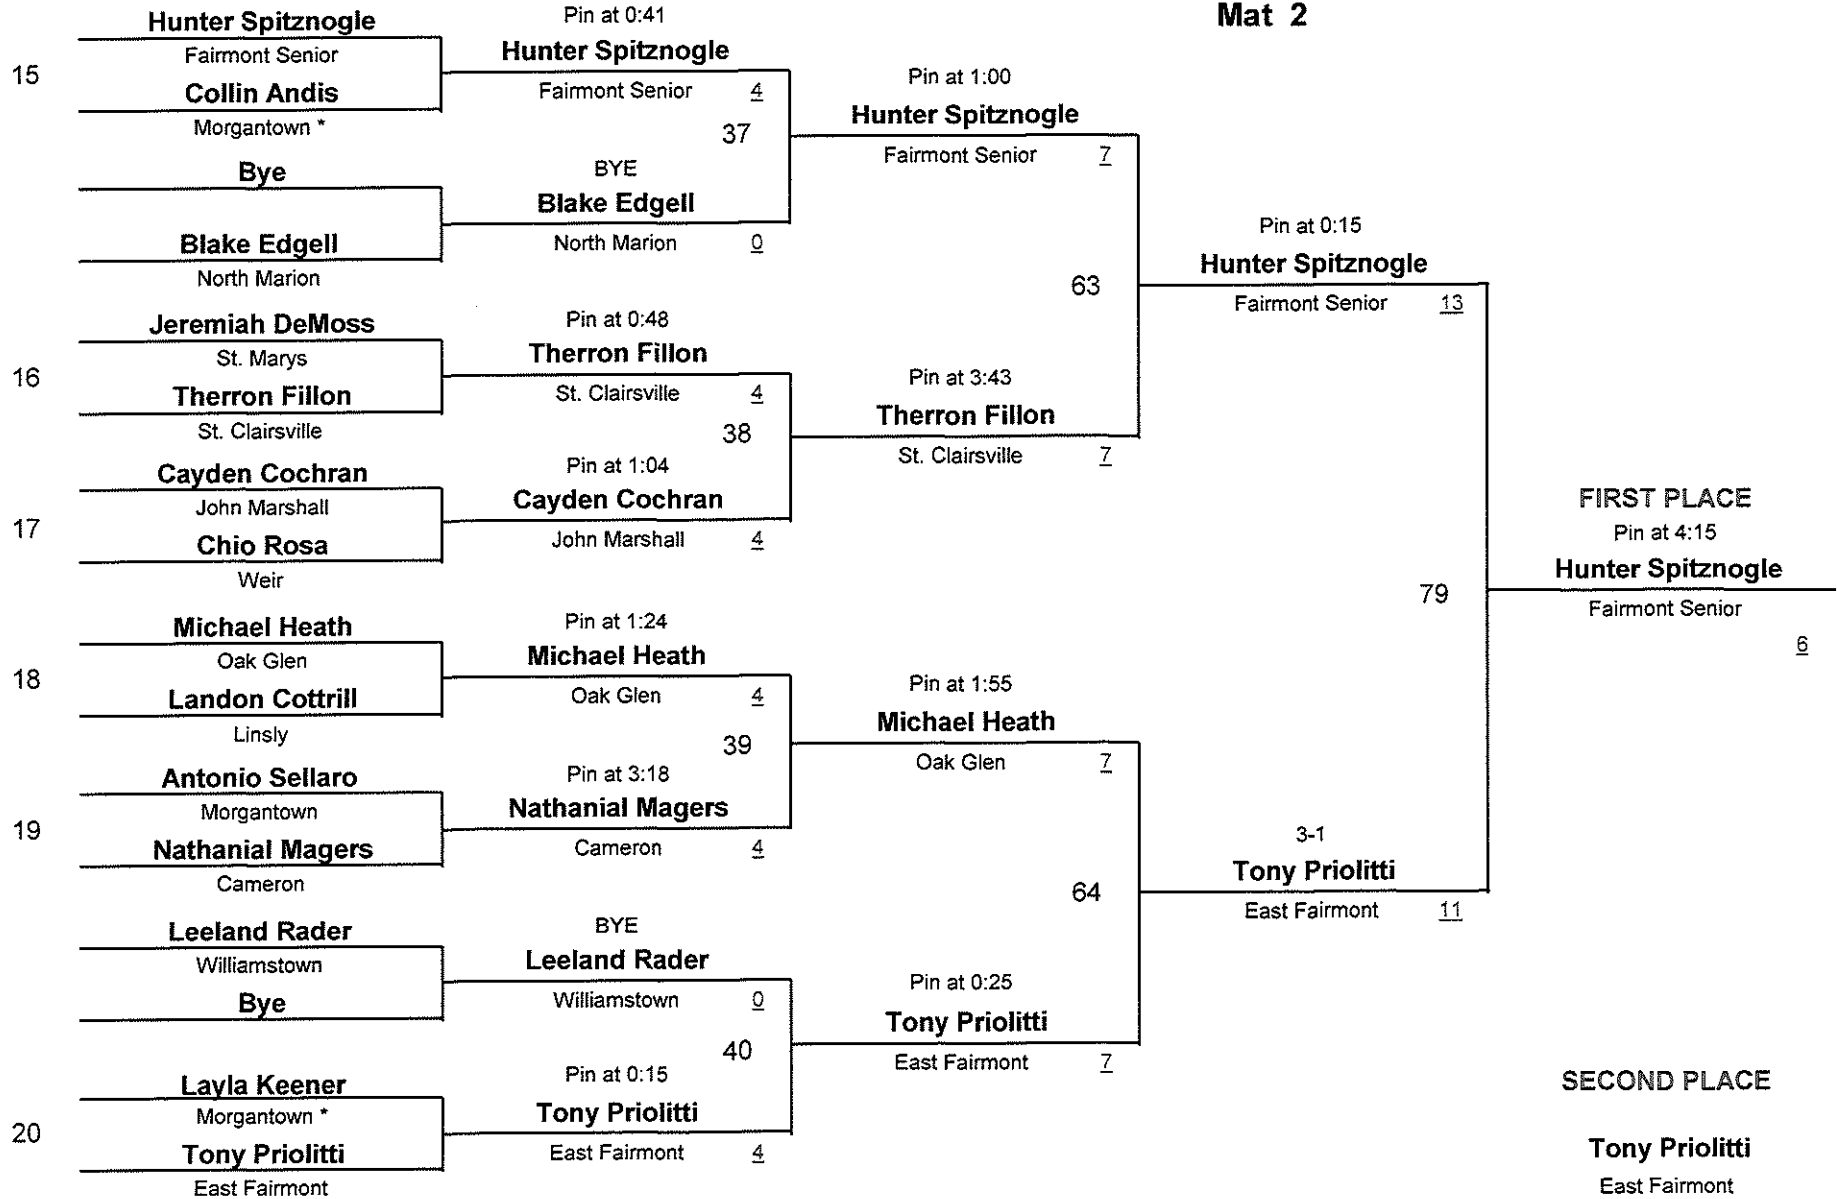 Mat 2
15
Hunter Spitznogle
Fairmont Senior
Collin Andis
Morgantown *
Bye
Blake Edgell
North Marion
16
Jeremiah DeMoss
St. Marys
Therron Fillon
St. Clairsville
17
Cayden Cochran
John Marshall
Chio Rosa
Weir
18
Michael Heath
Oak Glen
Landon Cottrill
Linsly
19
Antonio Sellaro
Morgantown
Nathanial Magers
Cameron
Leeland Rader
Williamstown
Bye
20
Layla Keener
Morgantown *
Tony Priolitti
East Fairmont
Pin at 0:41
Hunter Spitznogle
Fairmont Senior 4
37
BYE
Blake Edgell
North Marion 0
Pin at 0:48
Therron Fillon
St. Clairsville 4
38
Pin at 1:04
Cayden Cochran
John Marshall 4
Pin at 1:24
Michael Heath
Oak Glen 4
39
Pin at 3:18
Nathanial Magers
Cameron 4
BYE
Leeland Rader
Williamstown 0
40
Pin at 0:15
Tony Priolitti
East Fairmont 4
Pin at 1:00
Hunter Spitznogle
Fairmont Senior 7
63
Pin at 3:43
Therron Fillon
St. Clairsville 7
Pin at 1:55
Michael Heath
Oak Glen 7
64
Pin at 0:25
Tony Priolitti
East Fairmont 7
Pin at 0:15
Hunter Spitznogle
Fairmont Senior 13
79
3-1
Tony Priolitti
East Fairmont 11
FIRST PLACE
Pin at 4:15
Hunter Spitznogle
Fairmont Senior
6
SECOND PLACE
Tony Priolitti
East Fairmont